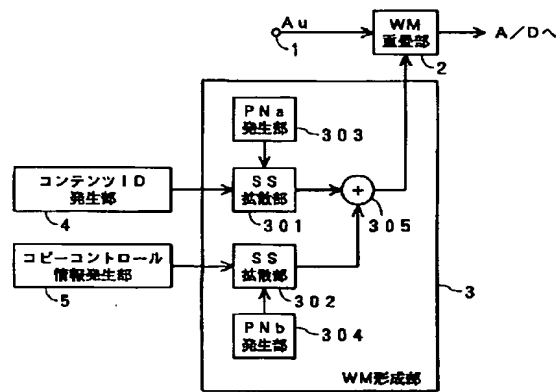 Au
1
WM
重畳部
2
A/Dへ
PNa
発生部
303
コンテンツID
発生部
4
SS
拡散部
301
+
305
コピーコントロール
情報発生部
5
SS
拡散部
302
3
PNb
発生部
304
WM形成部